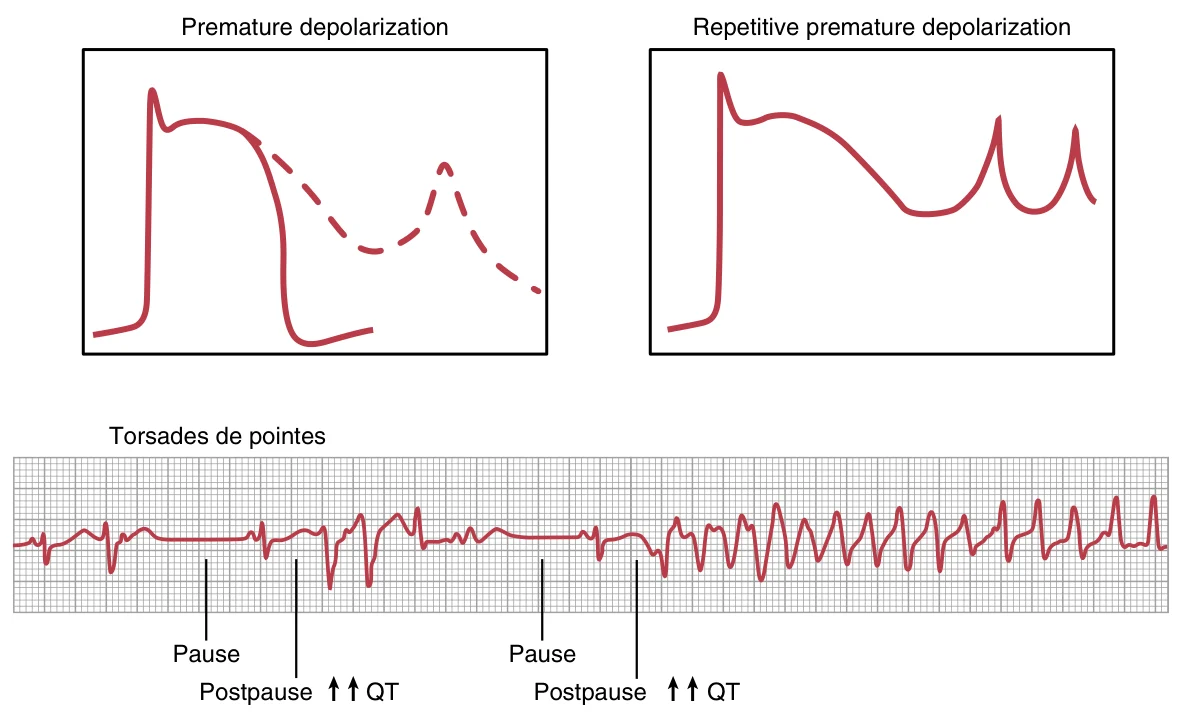 Premature depolarization
Repetitive premature depolarization
Torsades de pointes
Pause
Pause
Postpause ↑ ↑ QT
Postpause ↑ ↑ QT